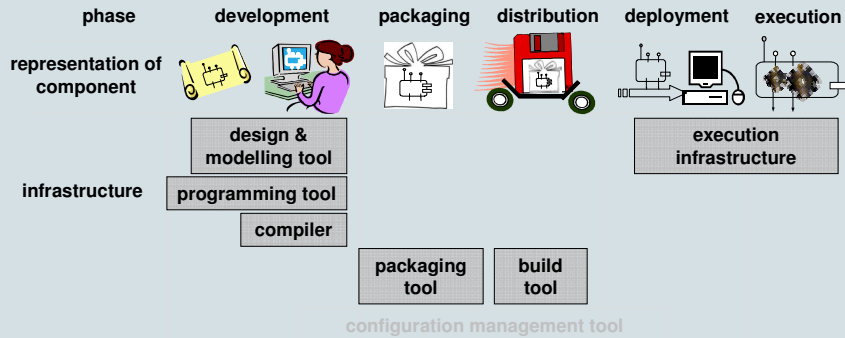 phase development packaging distribution deployment execution
representation of
component
design &
modelling tool
execution
infrastructure
infrastructure programming tool
compiler
packaging
tool
build
tool
configuration management tool